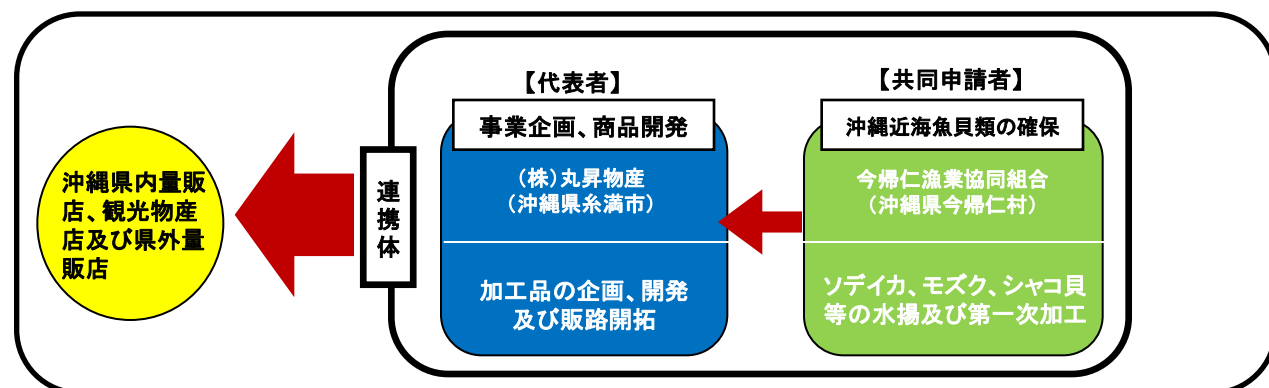 【代表者】
事業企画、商品開発
(株)丸昇物産
(沖縄県糸満市)
加工品の企画、開発
及び販路開拓
【共同申請者】
沖縄近海魚貝類の確保
今帰仁漁業協同組合
(沖縄県今帰仁村)
ソデイカ、モズク、シャコ貝
等の水揚及び第一次加工
連携体
沖縄県内量販
店、観光物産
店及び県外量
販店